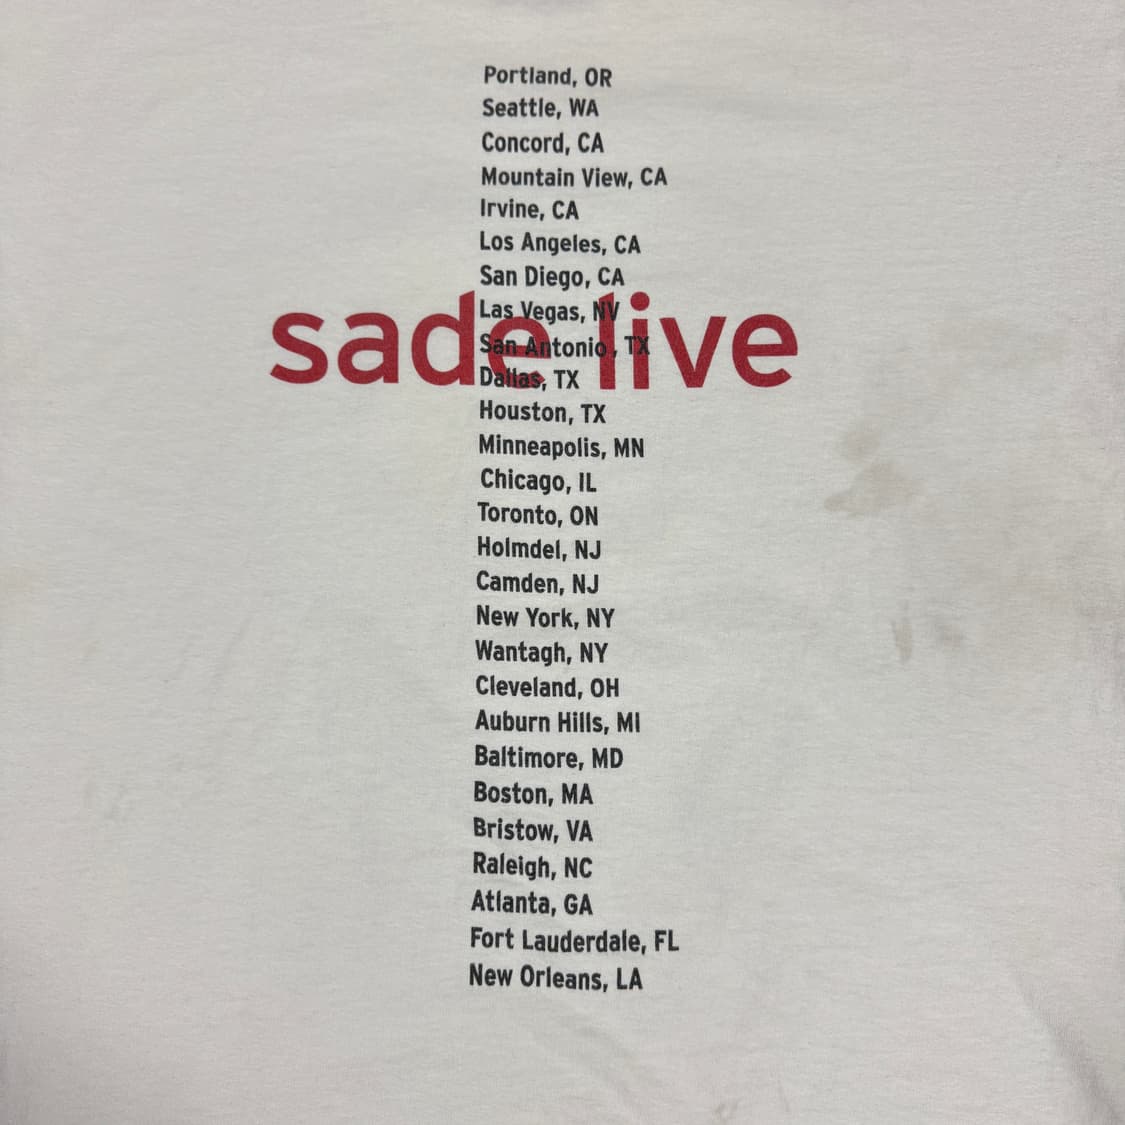 Portland, OR
Seattle, WA
Concord, CA
Mountain View, CA
Irvine, CA
Los Angeles, CA
San Diego, CA
Las Vegas, NV
sade live
San Antonio, TX
Dallas, TX
Houston, TX
Minneapolis, MN
Chicago, IL
Toronto, ON
Holmdel, NJ
Camden, NJ
New York, NY
Wantagh, NY
Cleveland, OH
Auburn Hills, MI
Baltimore, MD
Boston, MA
Bristow, VA
Raleigh, NC
Atlanta, GA
Fort Lauderdale, FL
New Orleans, LA